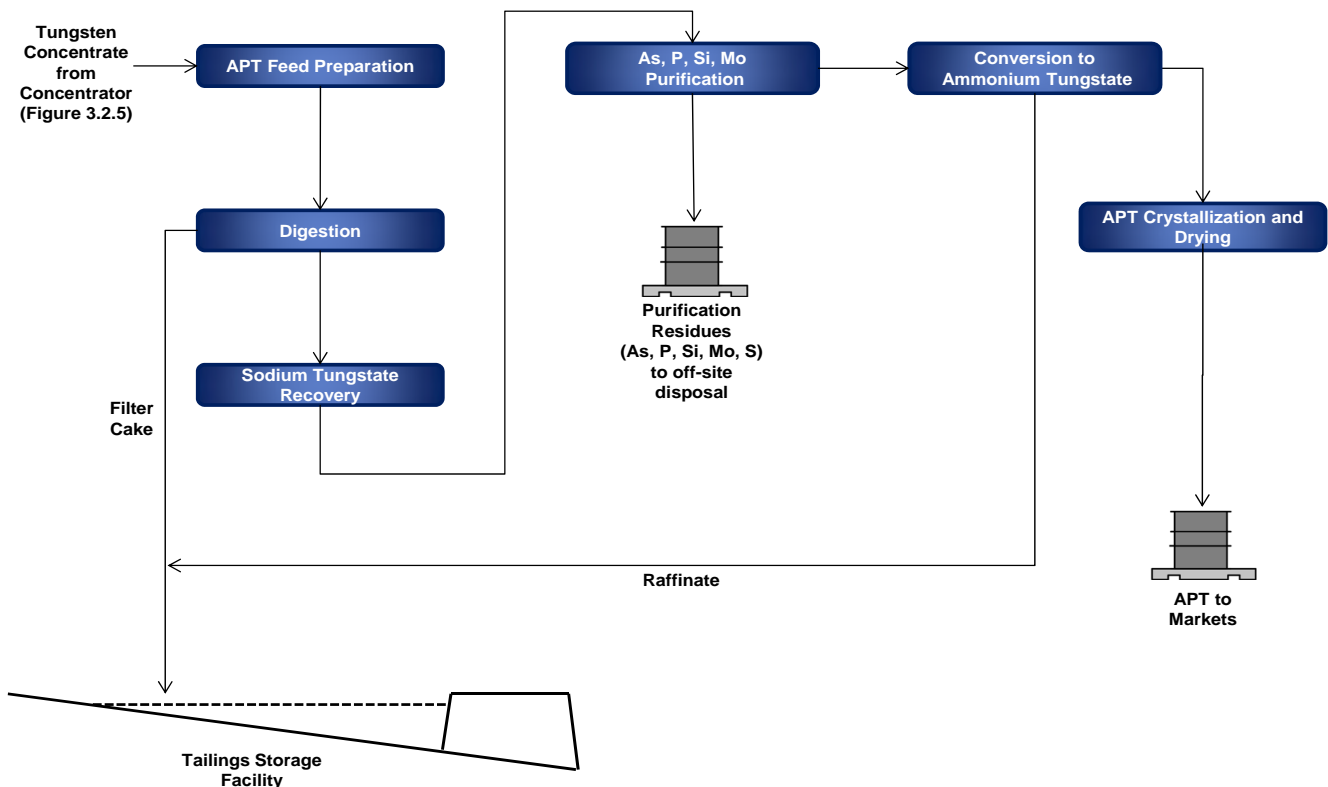 Tungsten
Concentrate
from
Concentrator
(Figure 3.2.5)
APT Feed Preparation
As, P, Si, Mo
Purification
Conversion to
Ammonium Tungstate
Digestion
APT Crystallization and
Drying
Purification
Residues
(As, P, Si, Mo, S)
to off-site
disposal
Sodium Tungstate
Recovery
Filter
Cake
Raffinate
APT to
Markets
Tailings Storage
Facility